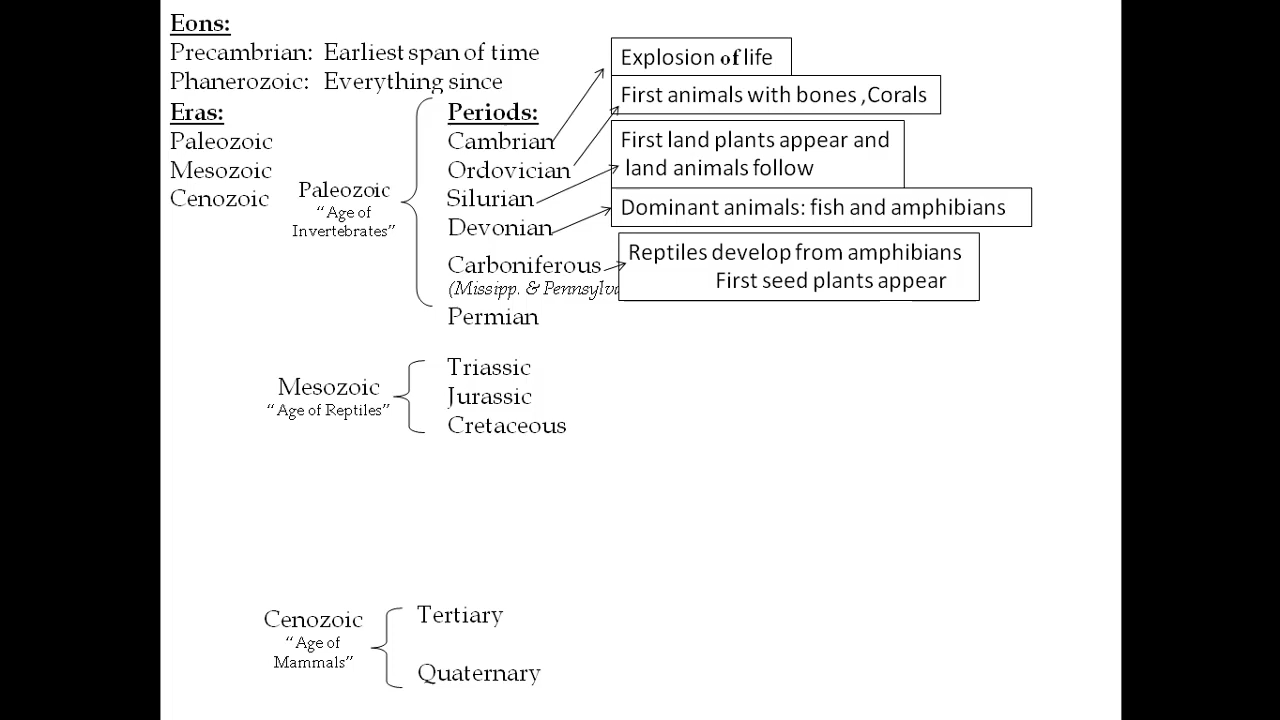 Eons:
Precambrian: Earliest span of time
Phanerozoic: Everything since
Eras:
Paleozoic
Mesozoic
Cenozoic
Paleozoic
“Age of
Invertebrates”
Periods:
Cambrian
Ordovician
Silurian
Devonian
Carboniferous
(Missipp. & Pennsylva
Permian
Explosion of life
First animals with bones ,Corals
First land plants appear and
land animals follow
Dominant animals: fish and amphibians
Reptiles develop from amphibians
First seed plants appear
Mesozoic
“Age of Reptiles”
Triassic
Jurassic
Cretaceous
Cenozoic
“Age of
Mammals”
Tertiary
Quaternary